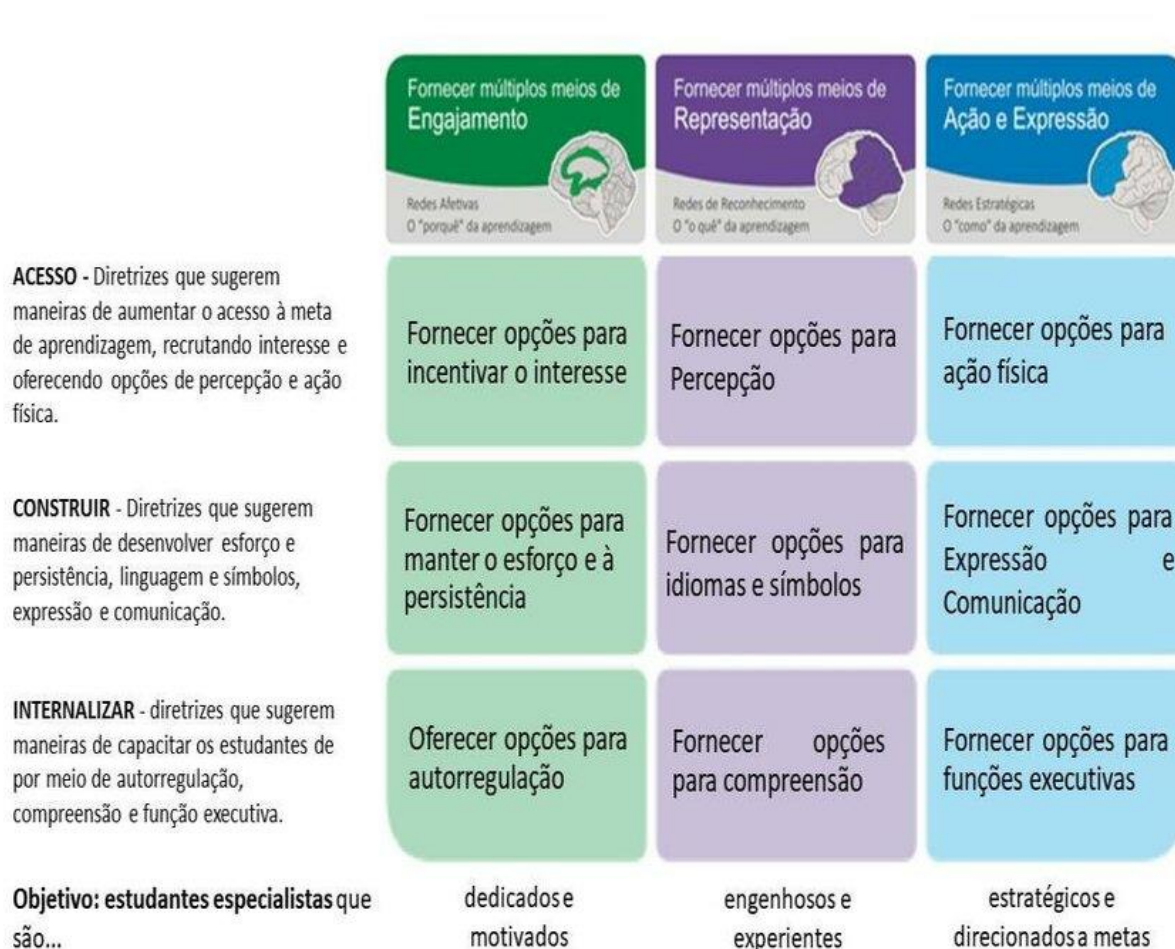 Fornecer múltiplos meios de
Engajamento
Redes Afetivas
O "porquê" da aprendizagem
Fornecer múltiplos meios de
Representação
Redes de Reconhecimento
O "o quê" da aprendizagem
Fornecer múltiplos meios de
Ação e Expressão
Redes Estratégicas
O "como" da aprendizagem
ACESSO - Diretrizes que sugerem
maneiras de aumentar o acesso à meta
de aprendizagem, recrutando interesse e
oferecendo opções de percepção e ação
física.
Fornecer opções para
incentivar o interesse
Fornecer opções para
Percepção
Fornecer opções para
ação física
CONSTRUIR - Diretrizes que sugerem
maneiras de desenvolver esforço e
persistência, linguagem e símbolos,
expressão e comunicação.
Fornecer opções para
manter o esforço e à
persistência
Fornecer opções para
idiomas e símbolos
Fornecer opções para
Expressão e
Comunicação
INTERNALIZAR - diretrizes que sugerem
maneiras de capacitar os estudantes de
por meio de autorregulação,
compreensão e função executiva.
Oferecer opções para
autorregulação
Fornecer opções
para compreensão
Fornecer opções para
funções executivas
Objetivo: estudantes especialistas que
são...
dedicados e
motivados
engenhosos e
experientes
estratégicos e
direcionados a metas